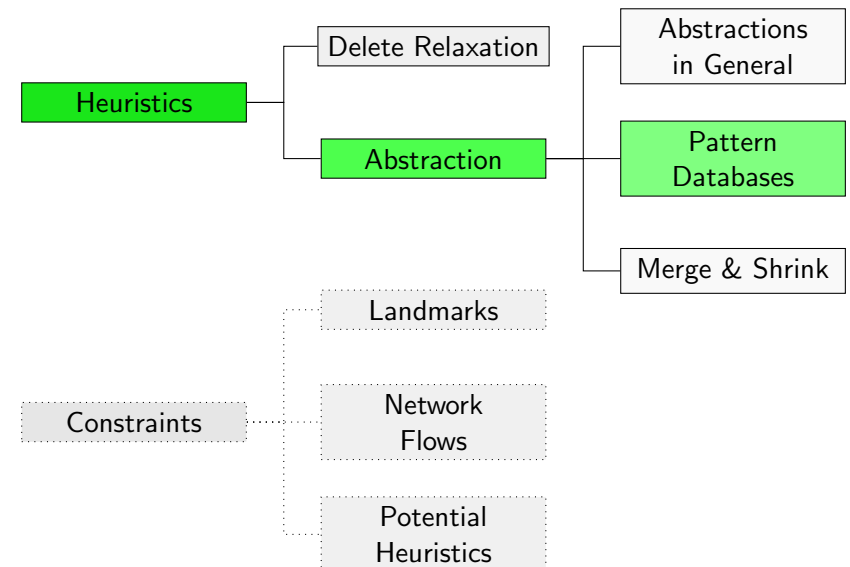 Heuristics
Delete Relaxation
Abstraction
Abstractions
in General
Pattern
Databases
Merge & Shrink
Constraints
Landmarks
Network
Flows
Potential
Heuristics